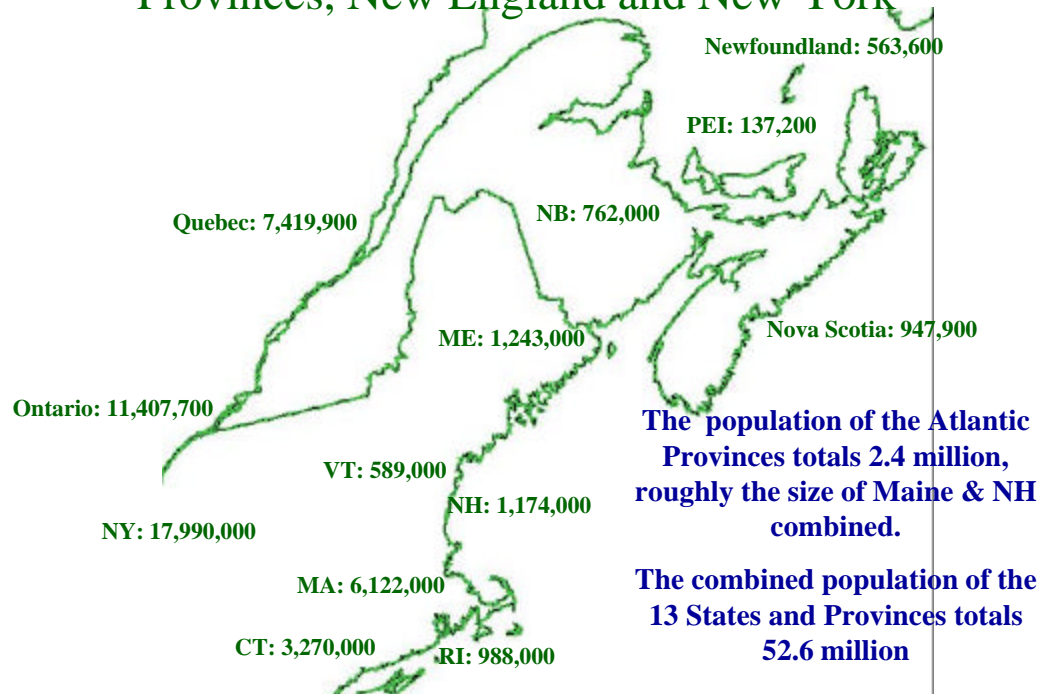 Provinces, New England and New York
Newfoundland: 563,600
PEI: 137,200
Quebec: 7,419,900
NB: 762,000
ME: 1,243,000
Nova Scotia: 947,900
Ontario: 11,407,700
VT: 589,000
NH: 1,174,000
NY: 17,990,000
MA: 6,122,000
CT: 3,270,000
RI: 988,000
The population of the Atlantic
Provinces totals 2.4 million,
roughly the size of Maine & NH
combined.
The combined population of the
13 States and Provinces totals
52.6 million